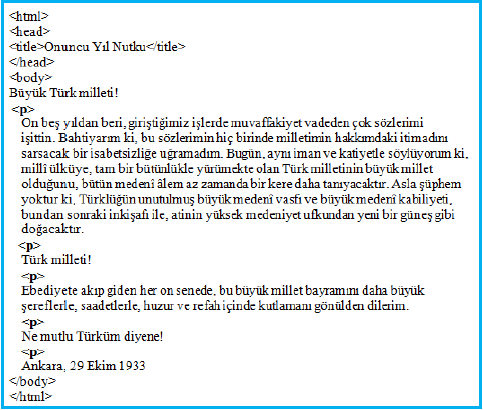 <html>
<head>
<title>Onuncu Yıl Nutku</title>
</head>
<body>
Büyük Türk milleti!
<p>
On beş yıldan beri, giriştiğimiz işlerde muvaffakiyet vadeden çok sözlerimi
işittin. Bahtiyarım ki, bu sözlerimin hiç birinde milletimin hakkımdaki itimadını
sarsacak bir isabetsizliğe uğramadım. Bugün, aynı iman ve katiyetle söylüyorum ki,
millî ülküye, tam bir bütünlükle yürümekte olan Türk milletinin büyük millet
olduğunu, bütün medenî âlem az zamanda bir kere daha tanıyacaktır. Asla şüphem
yoktur ki, Türklüğün unutulmuş büyük medenî vasfı ve büyük medenî kabiliyeti,
bundan sonraki inkişafı ile, atinin yüksek medeniyet ufkundan yeni bir güneş gibi
doğacaktır.
<p>
Türk milleti!
<p>
Ebediyete akıp giden her on senede, bu büyük millet bayramını daha büyük
şereflerle, saadetlerle, huzur ve refah içinde kutlamanı gönülden dilerim.
<p>
Ne mutlu Türküm diyene!
<p>
Ankara, 29 Ekim 1933
</body>
</html>